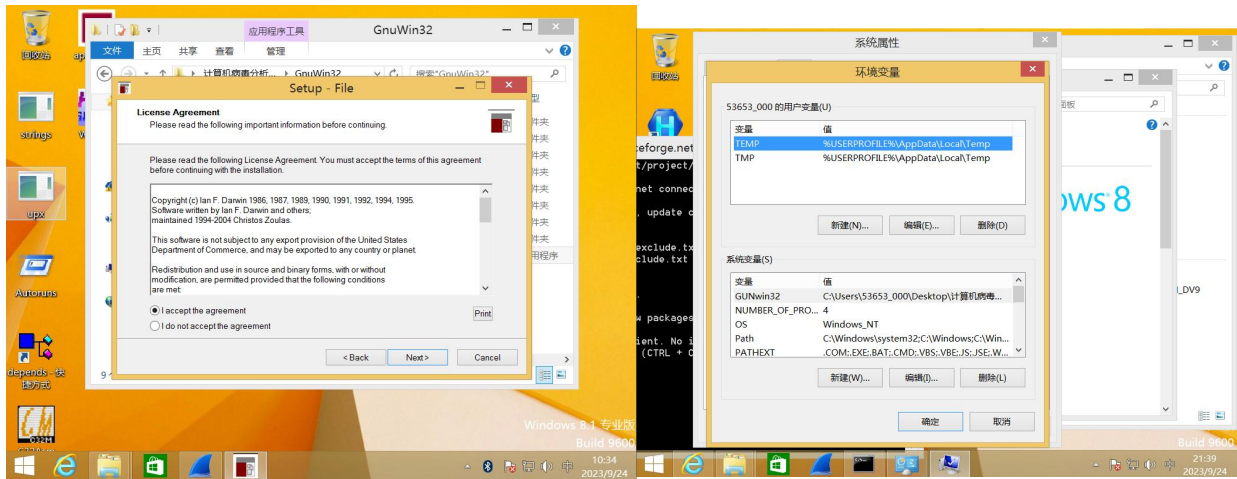 应用程序工具
GnuWin32
文件
主页
共享
查看
管理
计算机病毒分析...
GnuWin32
搜索"GnuWin32"
回收站
strings
upx
Autoruns
depends - 快
捷方式
C32M
Setup - File
License Agreement
Please read the following important information before continuing.
Please read the following License Agreement. You must accept the terms of this agreement
before continuing with the installation.
Copyright (c) Ian F. Darwin 1986, 1987, 1989, 1990, 1991, 1992, 1994, 1995.
Software written by Ian F. Darwin and others;
maintained 1994-2004 Christos Zoulas.
This software is not subject to any export provision of the United States
Department of Commerce, and may be exported to any country or planet.
Redistribution and use in source and binary forms, with or without
modification, are permitted provided that the following conditions
are met:
I accept the agreement
Print
I do not accept the agreement
< Back
Next >
Cancel
型
件夹
件夹
件夹
件夹
件夹
件夹
件夹
件夹
用程序
Windows 8.1 专业版
Build 9600
中
10:34
2023/9/24
回收站
系统属性
环境变量
53653_000 的用户变量(U)
变量
值
TEMP
%USERPROFILE%\AppData\Local\Temp
TMP
%USERPROFILE%\AppData\Local\Temp
新建(N)...
编辑(E)...
删除(D)
系统变量(S)
变量
值
GUNwin32
C:\Users\53653_000\Desktop\计算机病毒...
NUMBER_OF_PRO...
4
OS
Windows_NT
Path
C:\Windows\system32;C:\Windows;C:\Win...
PATHEXT
.COM;.EXE;.BAT;.CMD;.VBS;.VBE;.JS;.JSE;.W...
新建(W)...
编辑(I)...
删除(L)
确定
取消
eforge.net
t/project/
net connec
, update c
exclude.tx
clude.txt
w packages
ient. No i
(CTRL + C
面板
ows 8
_DV9
Build 9600
中
21:39
2023/9/24